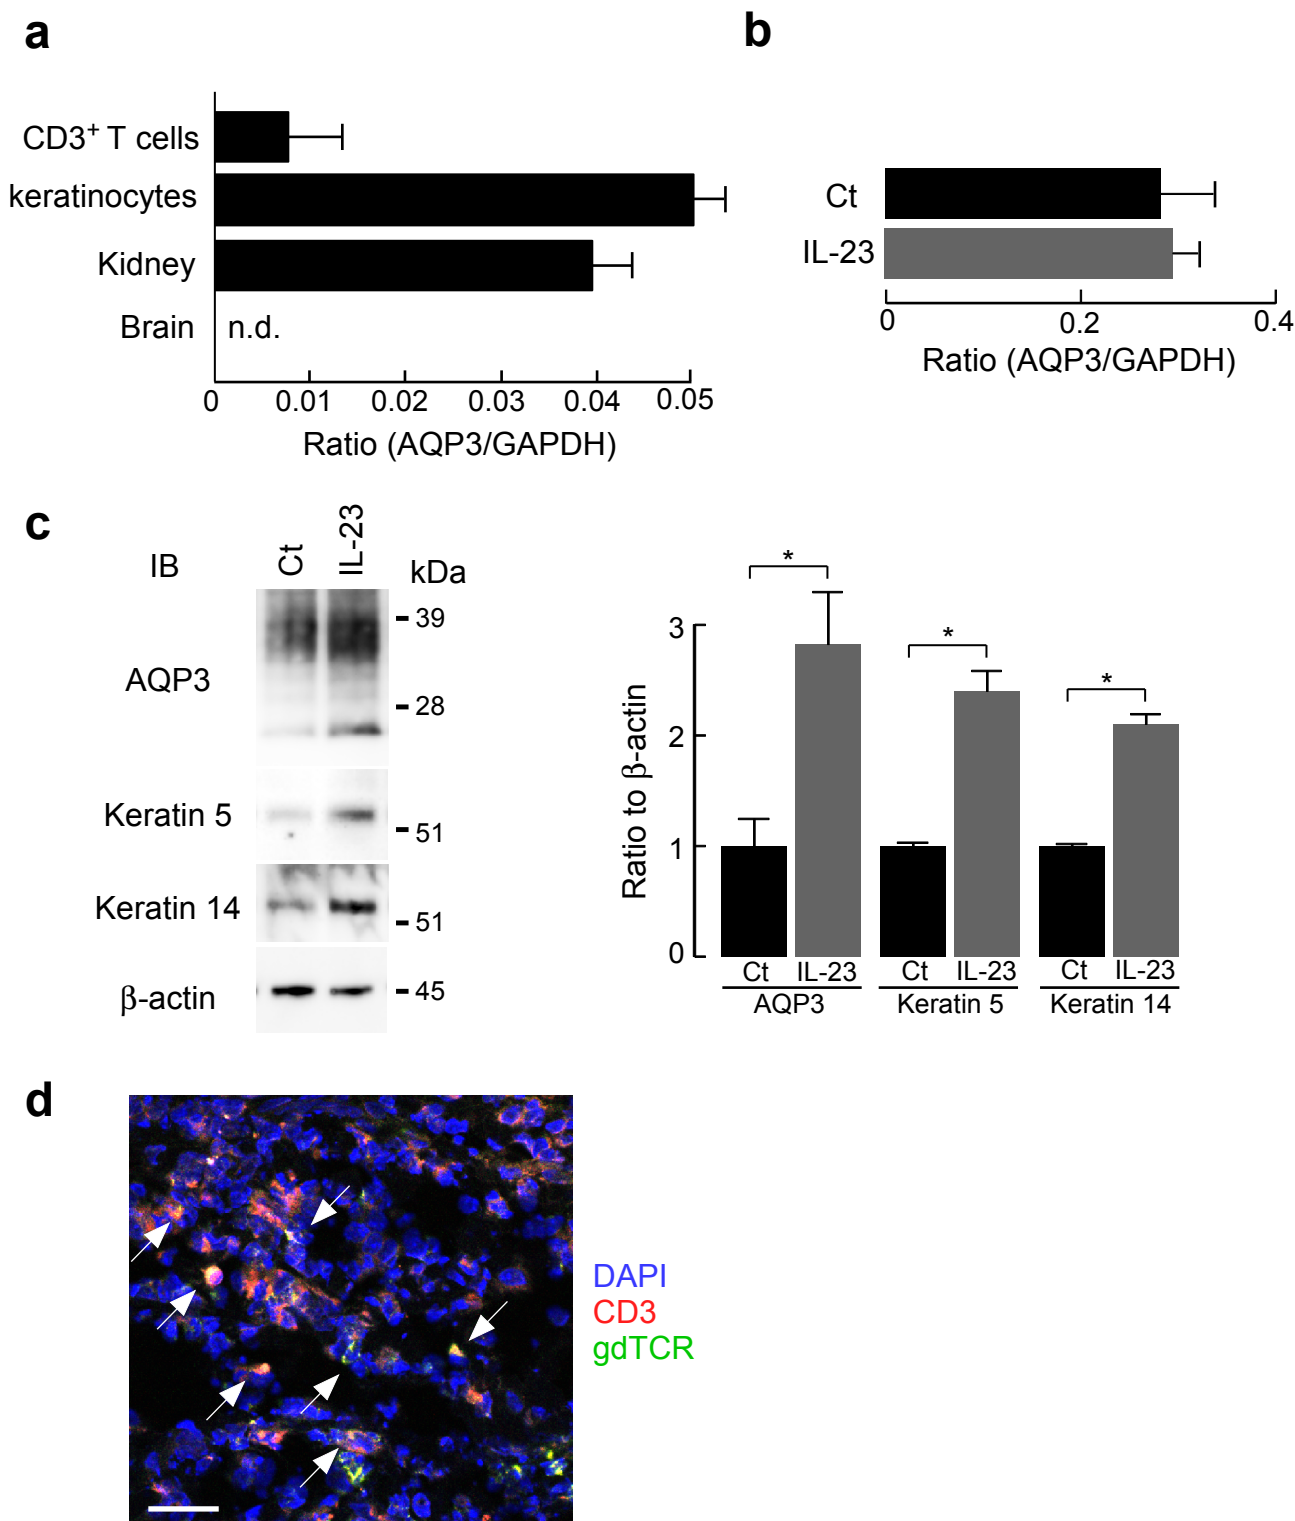 a
CD3+ T cells
keratinocytes
Kidney
Brain
n.d.
0 0.01 0.02 0.03 0.04 0.05
Ratio (AQP3/GAPDH)
b
Ct
IL-23
0 0.2 0.4
Ratio (AQP3/GAPDH)
c
IB
Ct
IL-23
kDa
AQP3
39
28
Keratin 5
51
Keratin 14
51
β-actin
45
Ratio to β-actin
3
2
1
0
* * *
Ct IL-23 Ct IL-23 Ct IL-23
AQP3 Keratin 5 Keratin 14
d
DAPI
CD3
gdTCR